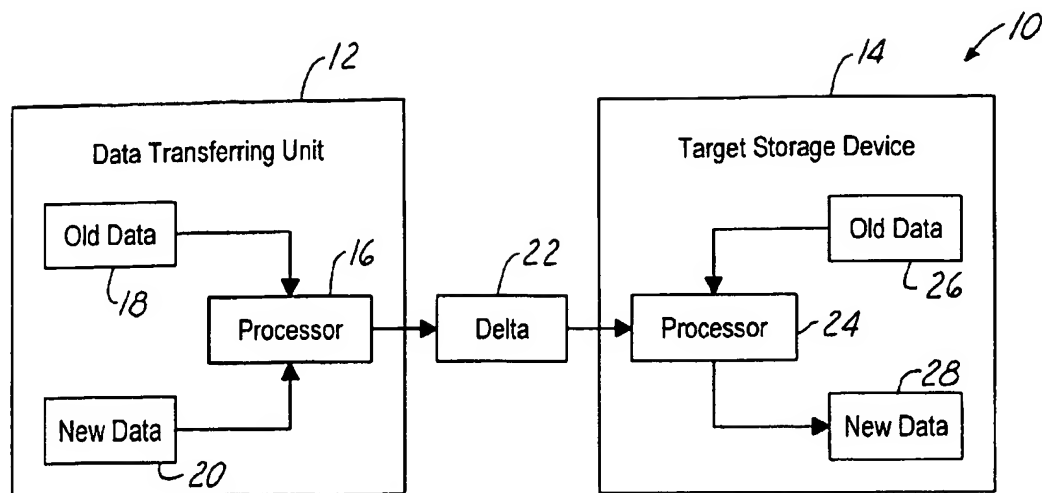 10
12
14
Data Transferring Unit
Target Storage Device
Old Data
18
16
22
Old Data
26
Processor
Delta
Processor
24
28
New Data
20
New Data